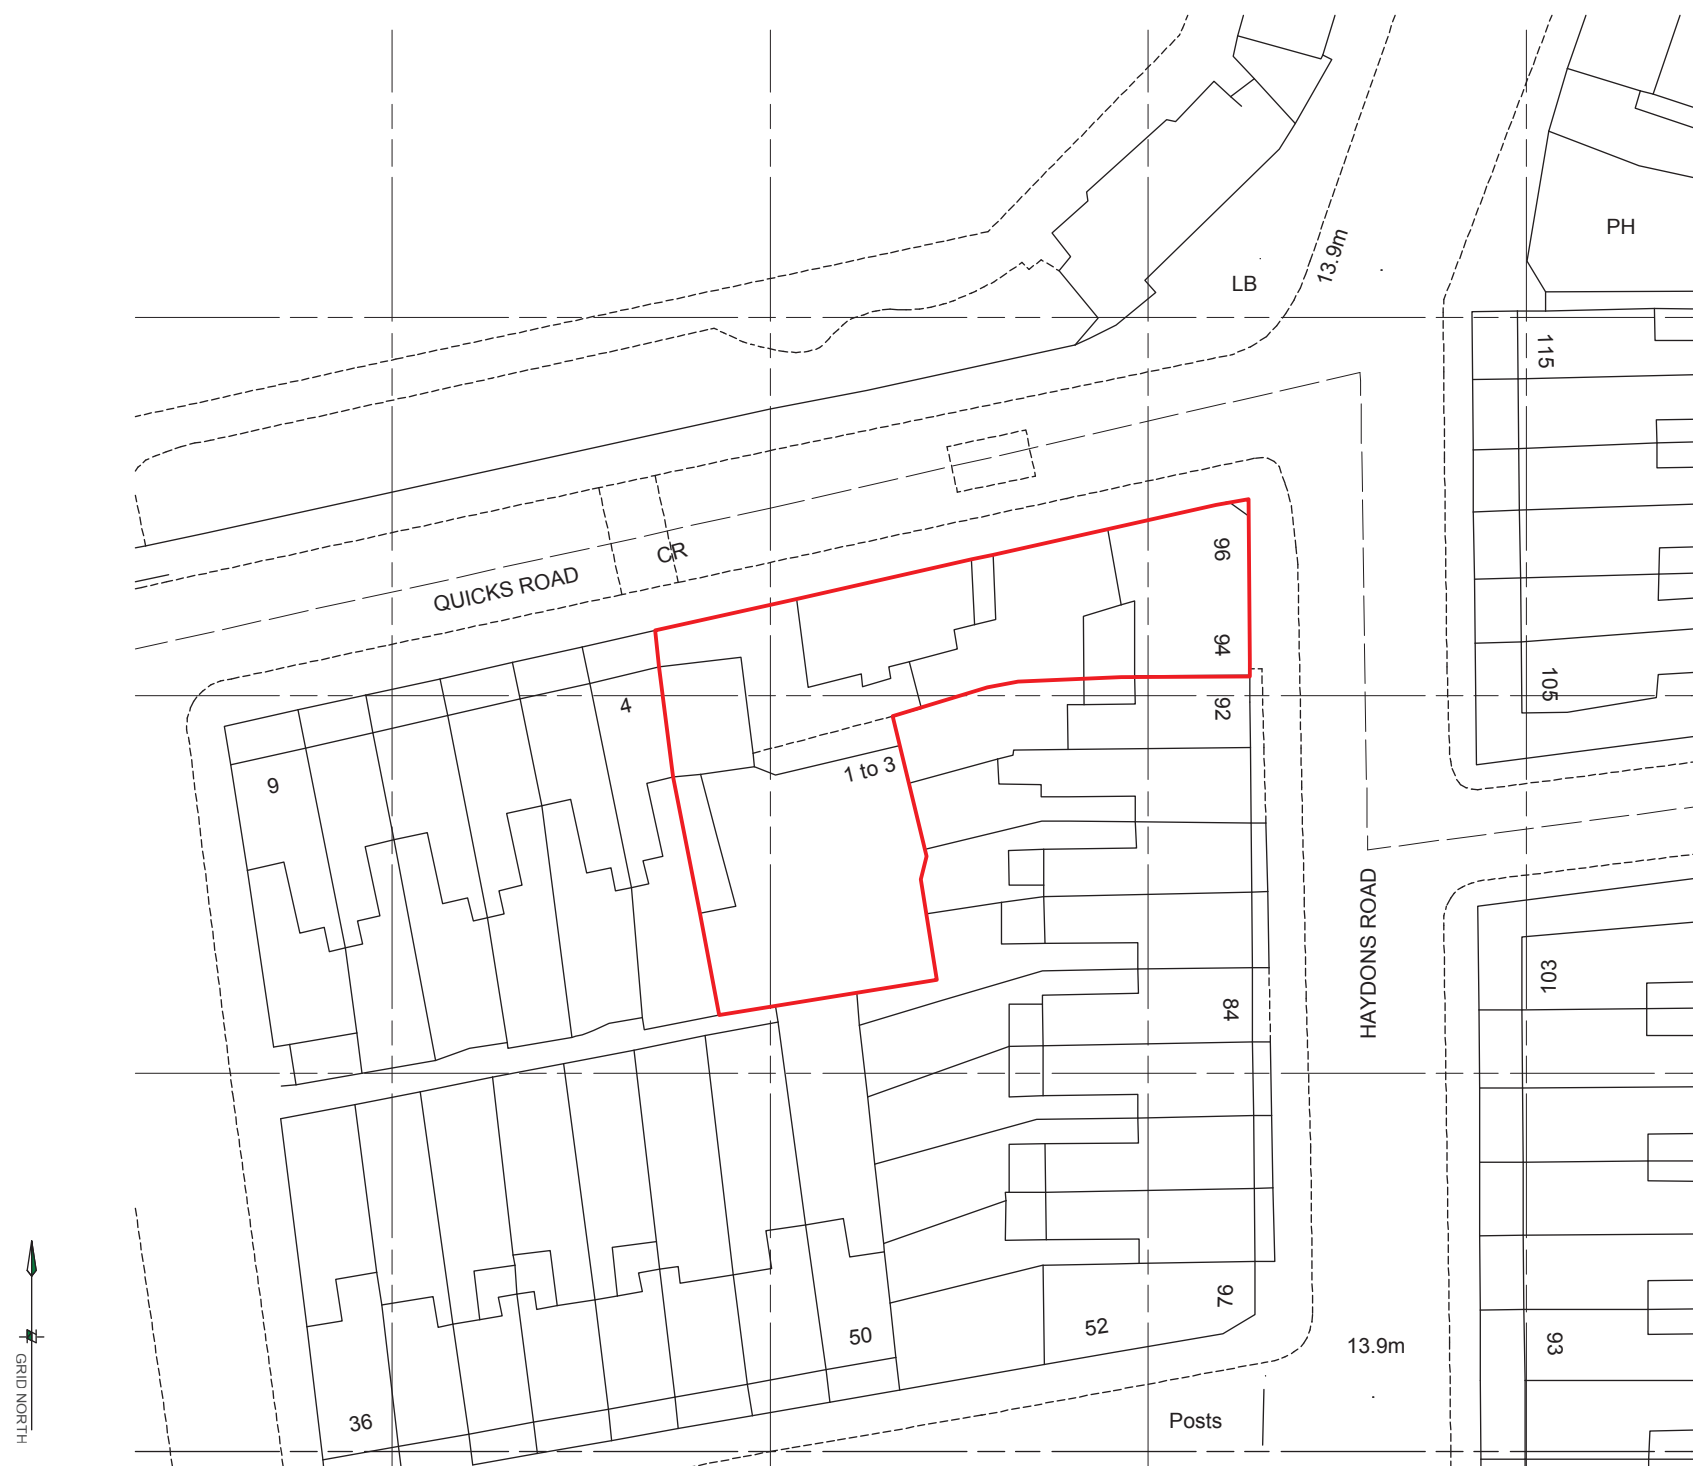 PH
13.9m
LB
115
CR
QUICKS ROAD
96
94
4
105
92
1 to 3
9
HAYDONS ROAD
103
84
76
52
50
13.9m
93
36
Posts
GRID NORTH